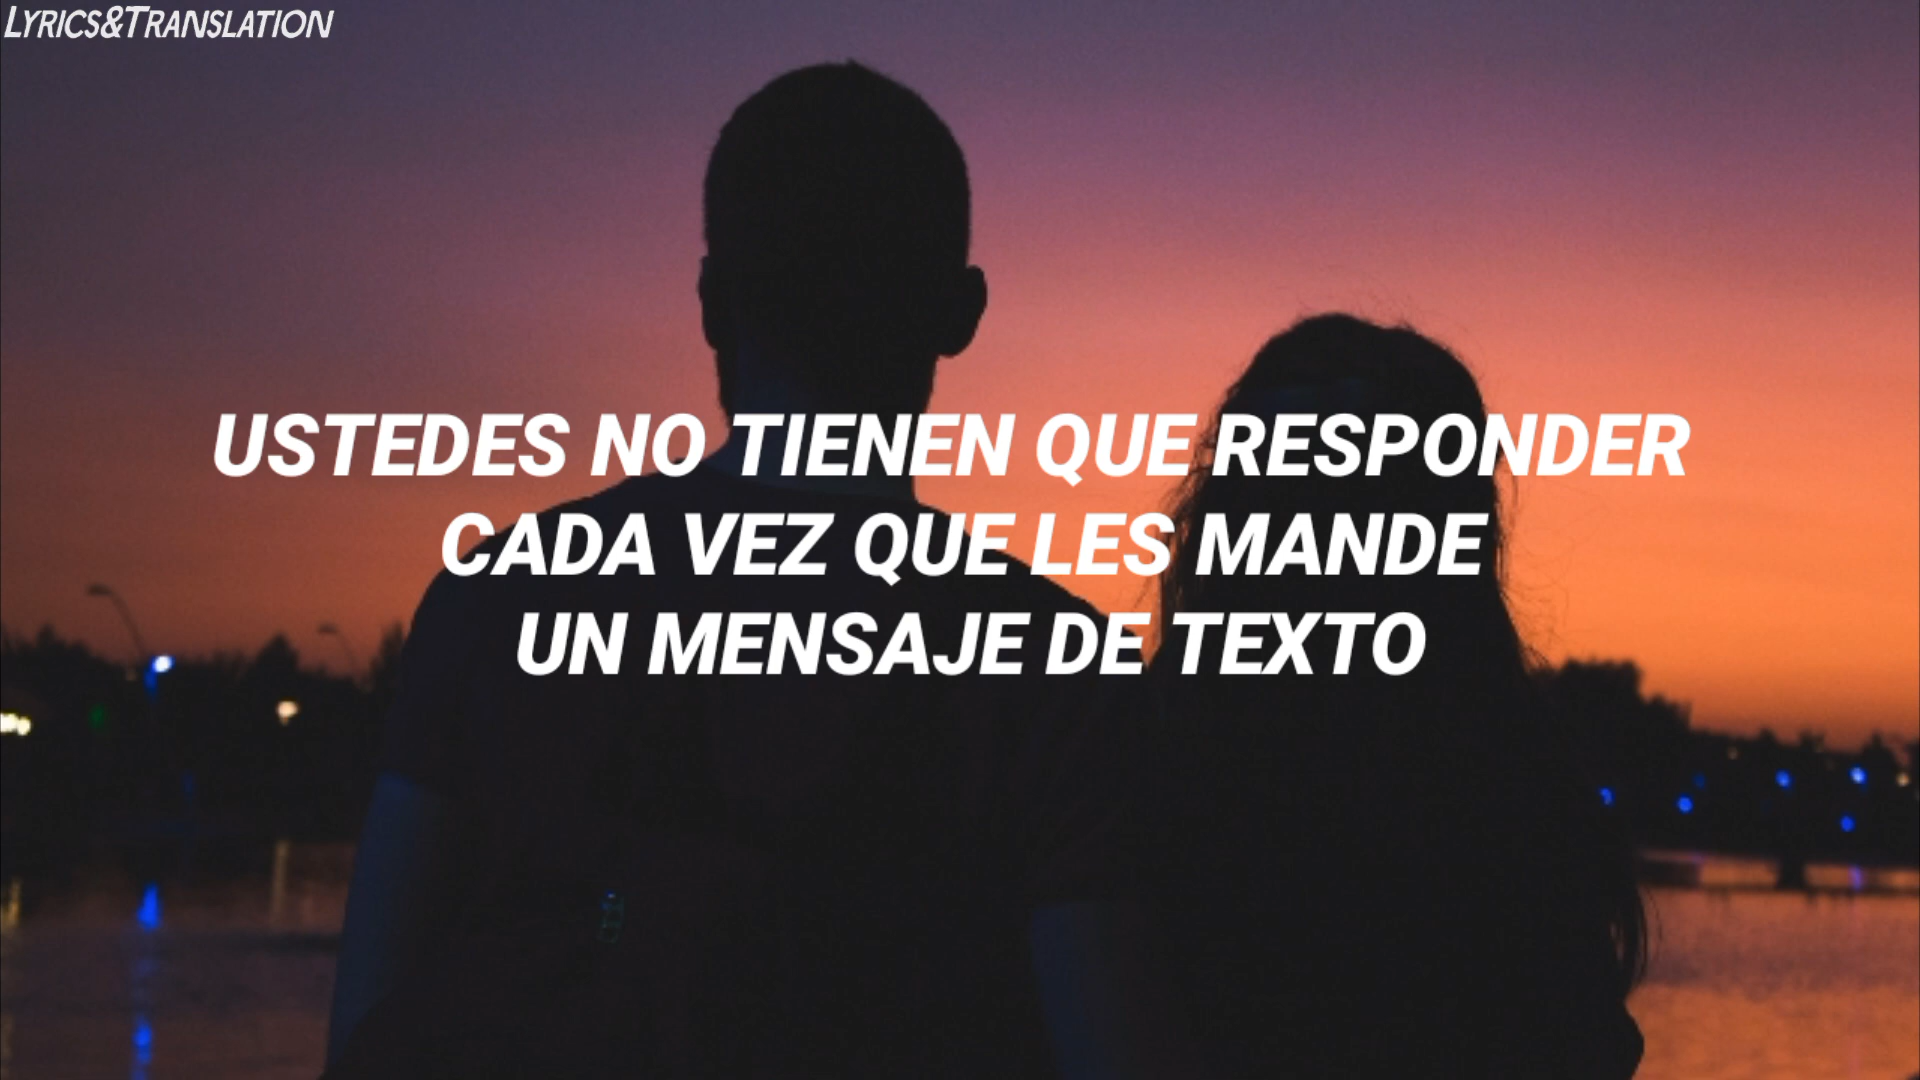 LYRICS&TRANSLATION
USTEDES NO TIENEN QUE RESPONDER
CADA VEZ QUE LES MANDE
UN MENSAJE DE TEXTO